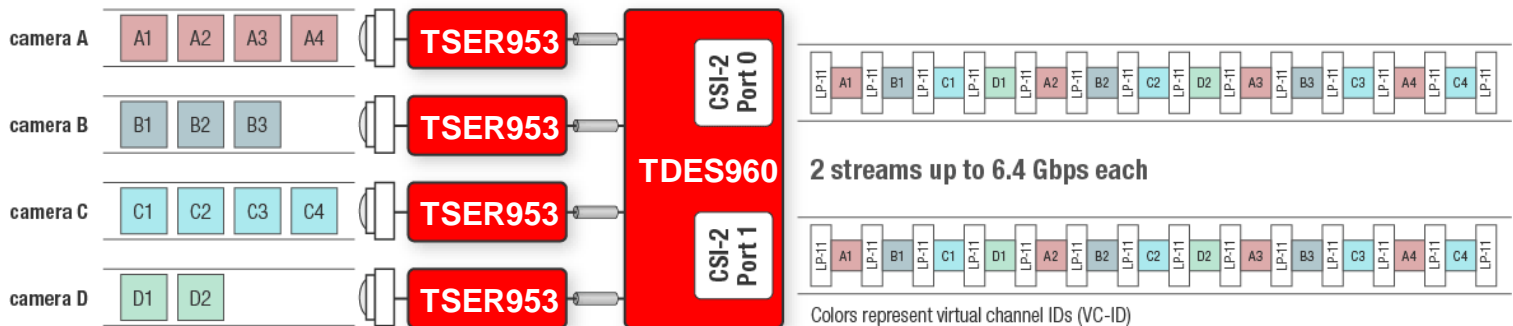 camera A
A1 A2 A3 A4
TSER953
camera B
B1 B2 B3
TSER953
camera C
C1 C2 C3 C4
TSER953
camera D
D1 D2
TSER953
CSI-2
Port 0
TDES960
CSI-2
Port 1
LP-11 A1 LP-11 B1 LP-11 C1 LP-11 D1 LP-11 A2 LP-11 B2 LP-11 C2 LP-11 D2 LP-11 A3 LP-11 B3 LP-11 C3 LP-11 A4 LP-11 C4 LP-11
2 streams up to 6.4 Gbps each
LP-11 A1 LP-11 B1 LP-11 C1 LP-11 D1 LP-11 A2 LP-11 B2 LP-11 C2 LP-11 D2 LP-11 A3 LP-11 B3 LP-11 C3 LP-11 A4 LP-11 C4 LP-11
Colors represent virtual channel IDs (VC-ID)